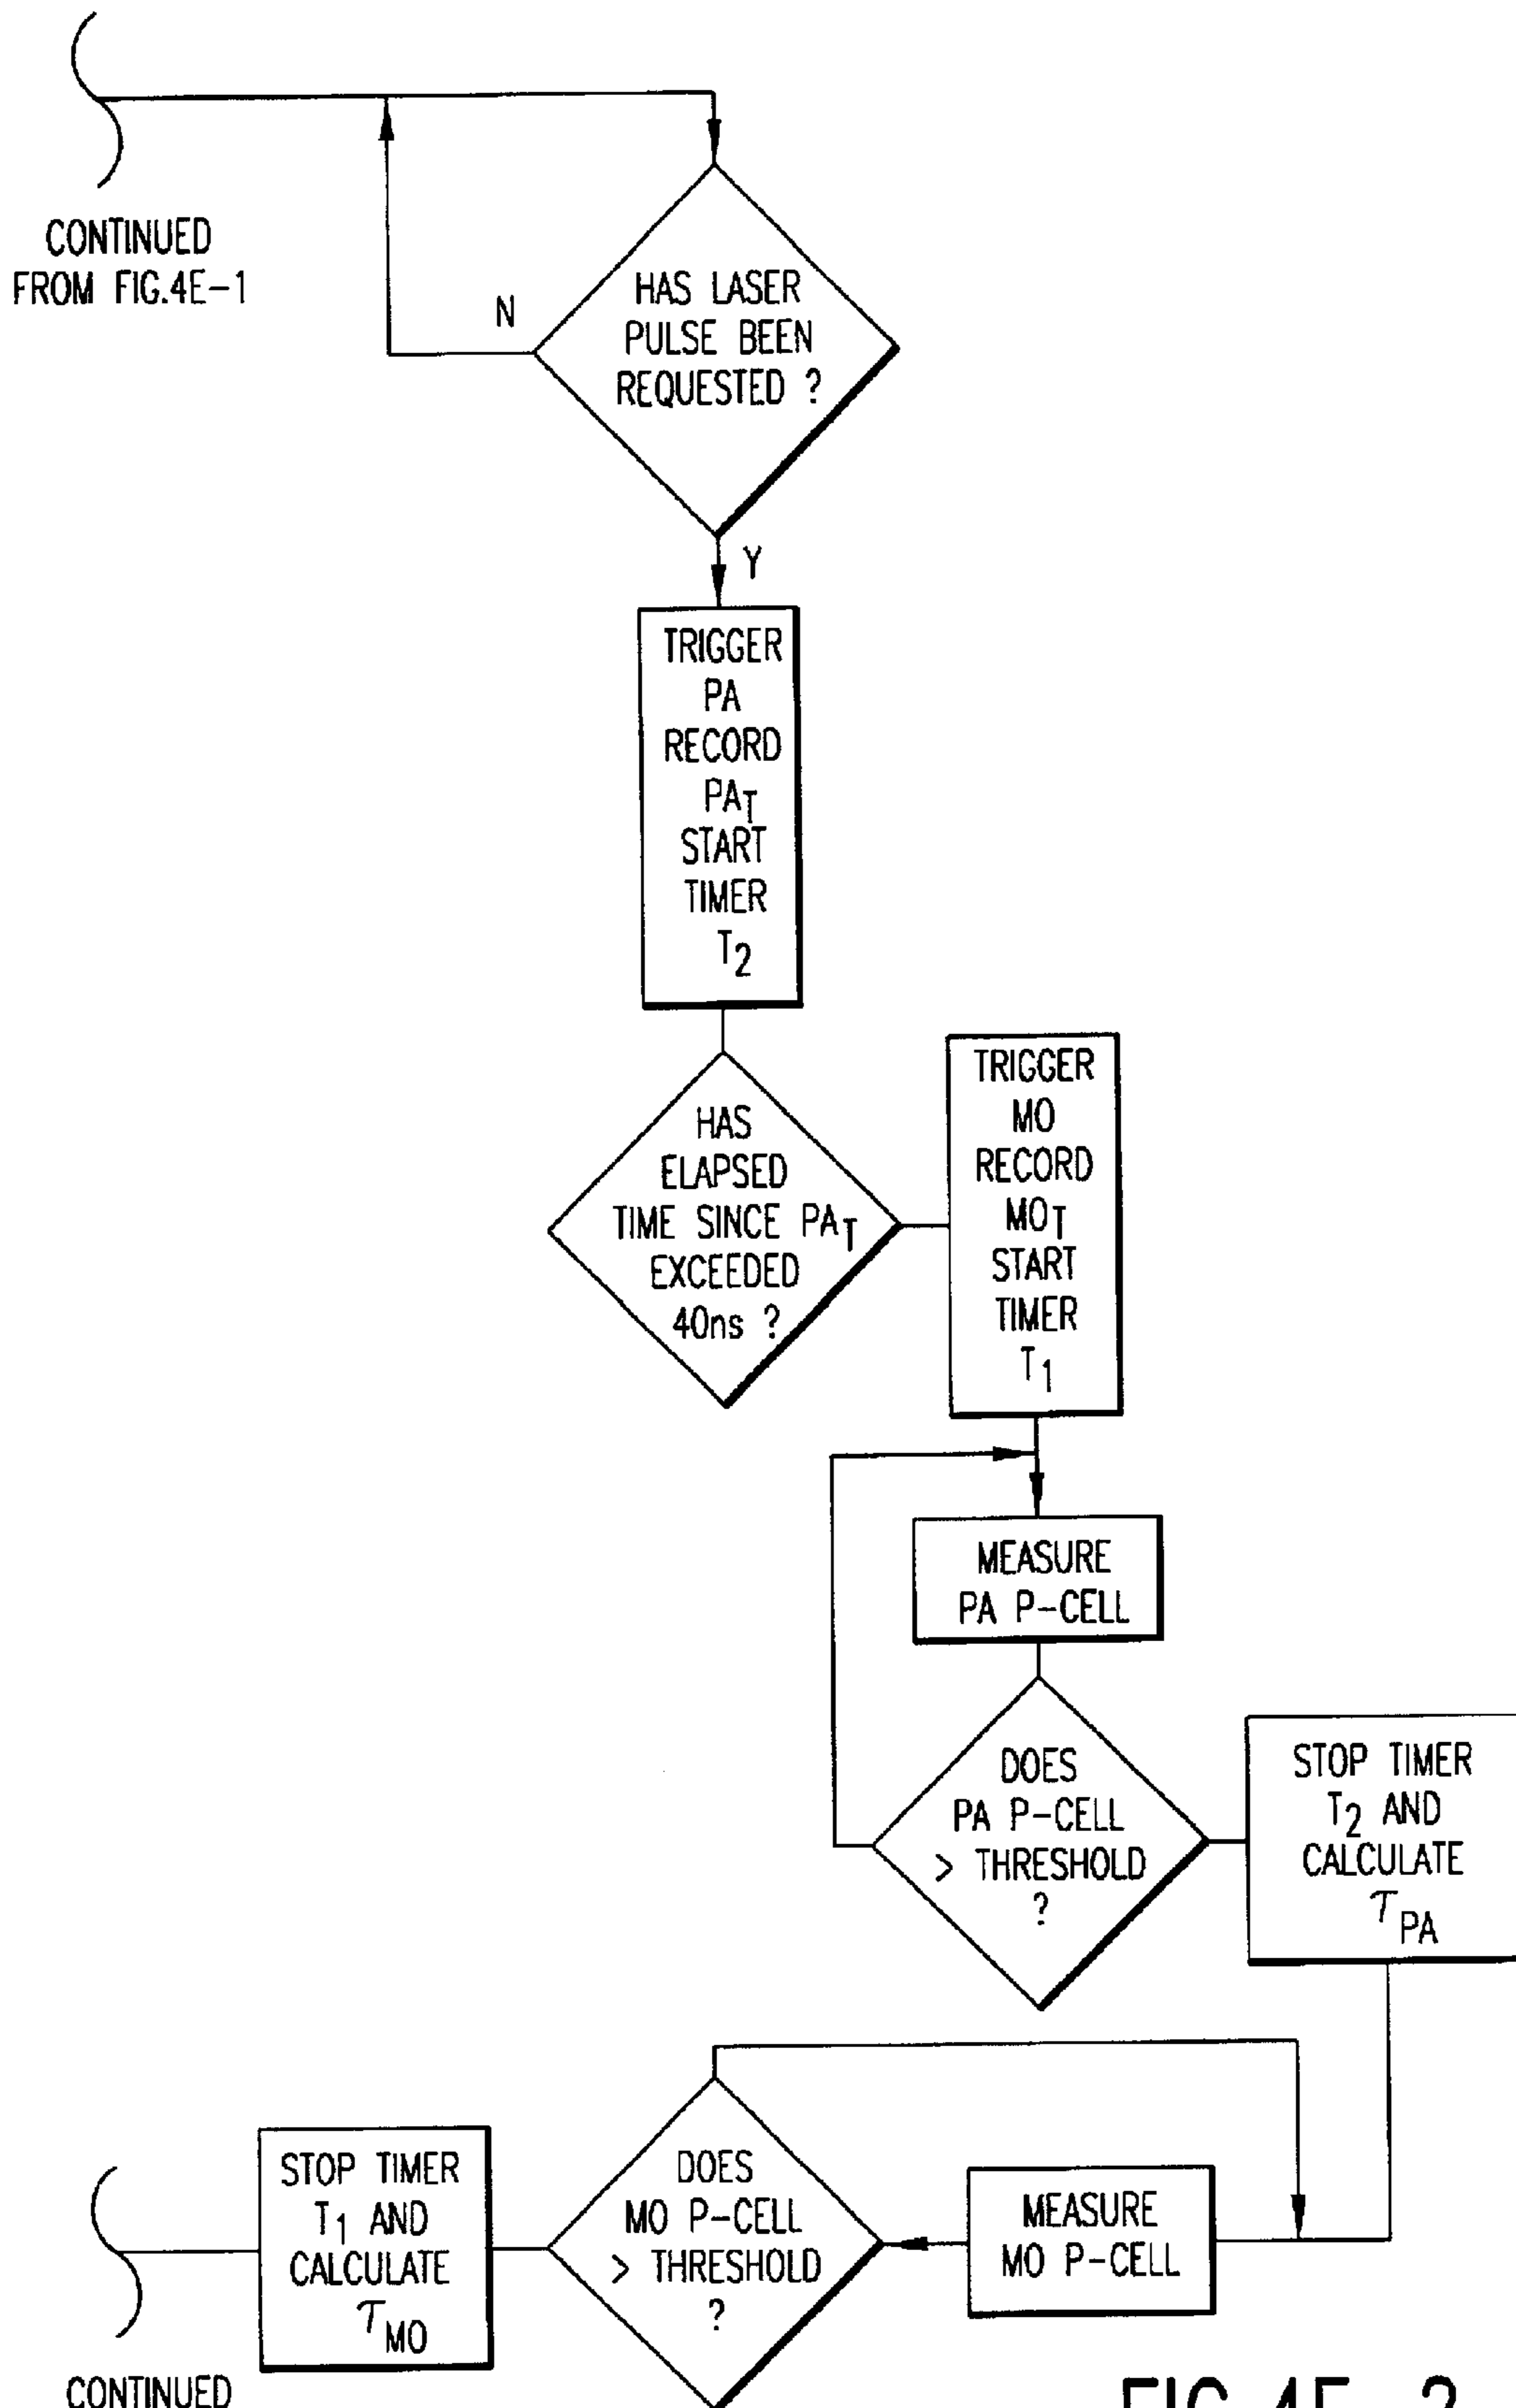 CONTINUED
FROM FIG.4E-1
HAS LASER
PULSE BEEN
REQUESTED ?
N
Y
TRIGGER
PA
RECORD
PAT
START
TIMER
T2
HAS
ELAPSED
TIME SINCE PAT
EXCEEDED
40ns ?
TRIGGER
MO
RECORD
MOT
START
TIMER
T1
MEASURE
PA P-CELL
DOES
PA P-CELL
> THRESHOLD
?
STOP TIMER
T2 AND
CALCULATE
τPA
MEASURE
MO P-CELL
DOES
MO P-CELL
> THRESHOLD
?
STOP TIMER
T1 AND
CALCULATE
τMO
CONTINUED